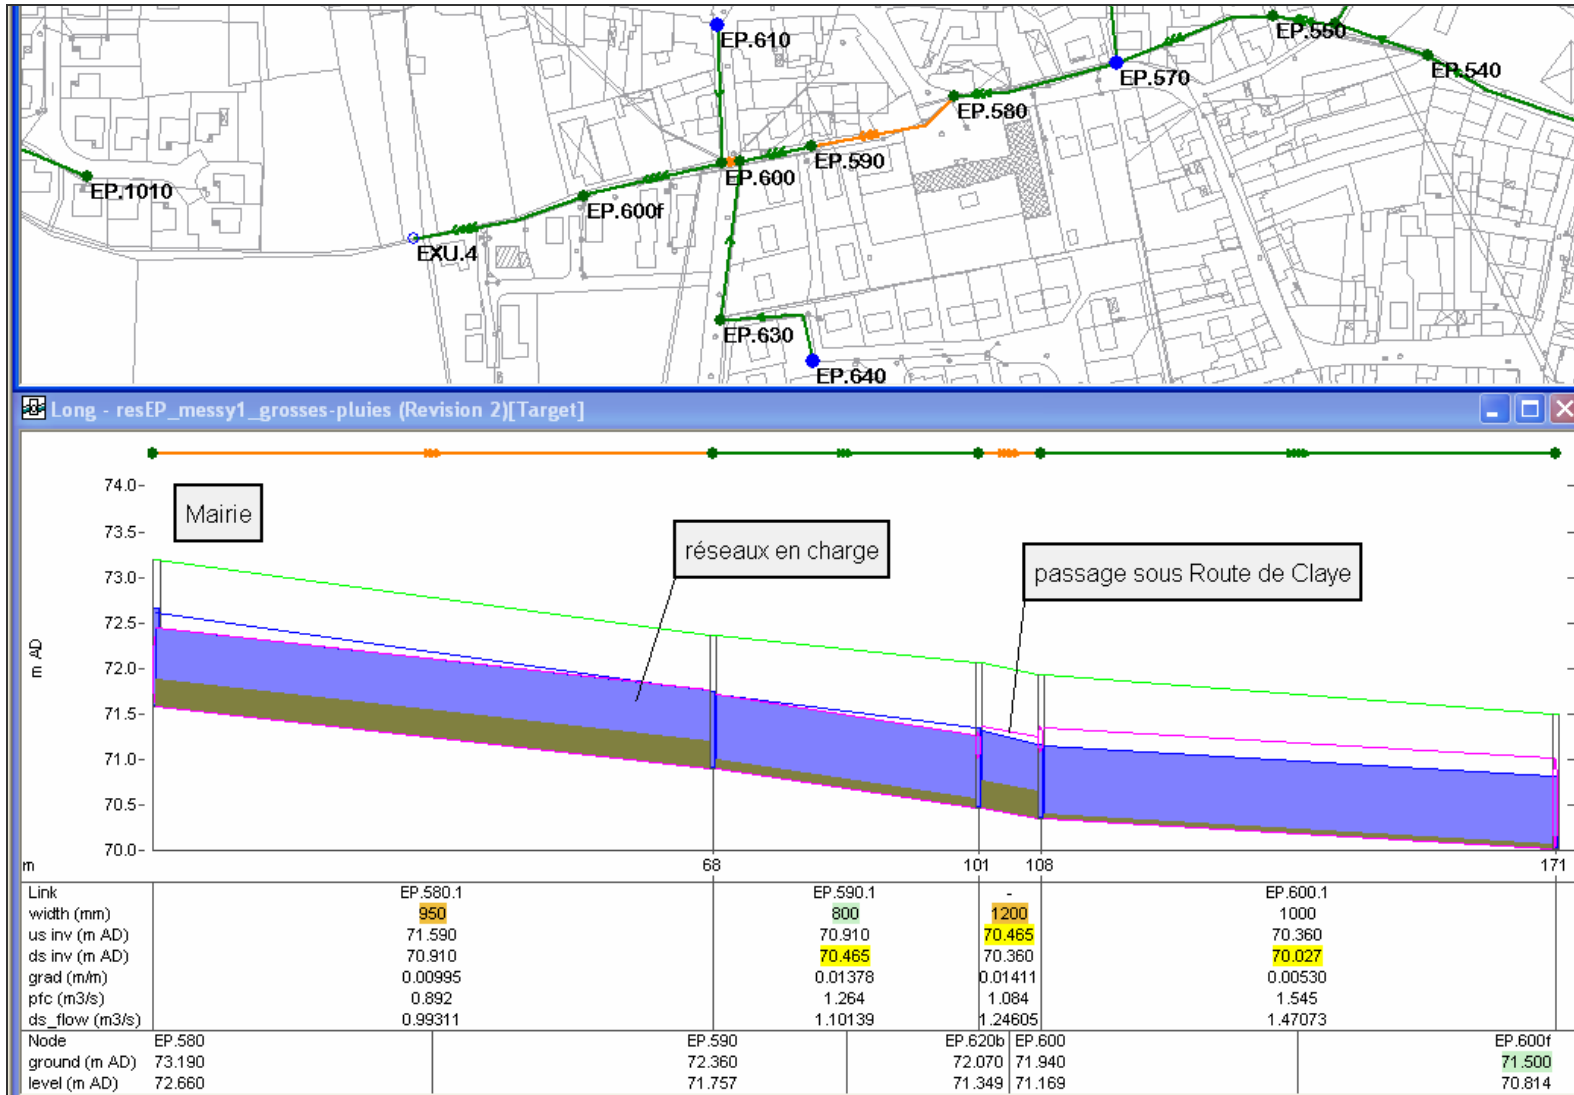 EP.610
EP.550
EP.540
EP.570
EP.580
EP.590
EP.600
EP.1010
EP.600f
EXU.4
EP.630
EP.640
Long - resEP_messy1_grosses-pluies (Revision 2)[Target]
74.0-
Mairie
73.5-
réseaux en charge
passage sous Route de Claye
73.0-
72.5-
m AD
72.0-
71.5-
71.0-
70.5-
70.0-
m 68 101 108 171
Link EP.580.1 EP.590.1 - EP.600.1
width (mm) 950 800 1200 1000
us inv (m AD) 71.590 70.910 70.465 70.360
ds inv (m AD) 70.910 70.465 70.360 70.027
grad (m/m) 0.00995 0.01378 0.01411 0.00530
pfc (m3/s) 0.892 1.264 1.084 1.545
ds_flow (m3/s) 0.99311 1.10139 1.24605 1.47073
Node EP.580 EP.590 EP.620b EP.600 EP.600f
ground (m AD) 73.190 72.360 72.070 71.940 71.500
level (m AD) 72.660 71.757 71.349 71.169 70.814